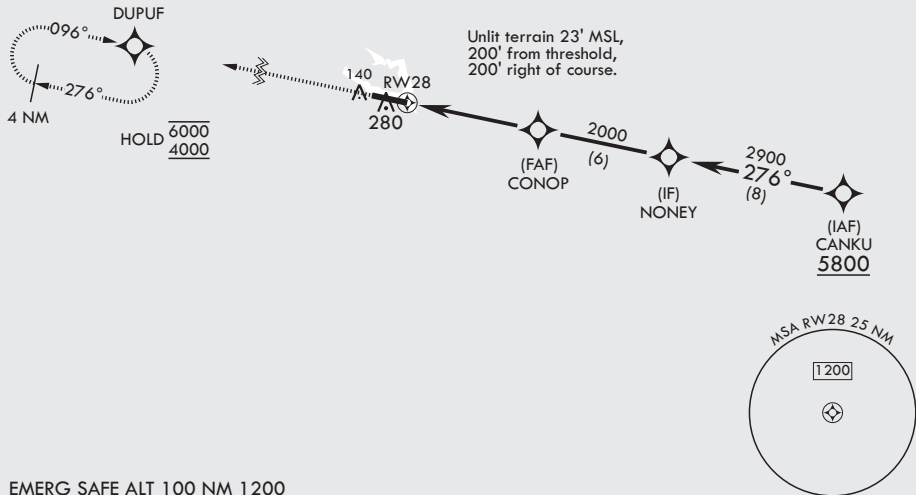 DUPUF
096°
276°
4 NM
HOLD 6000
4000
140
RW28
280
Unlit terrain 23' MSL,
200' from threshold,
200' right of course.
(FAF)
CONOP
2000
(6)
(IF)
NONEY
2900
276°
(8)
(IAF)
CANKU
5800
MSA RW28 25 NM
1200
EMERG SAFE ALT 100 NM 1200